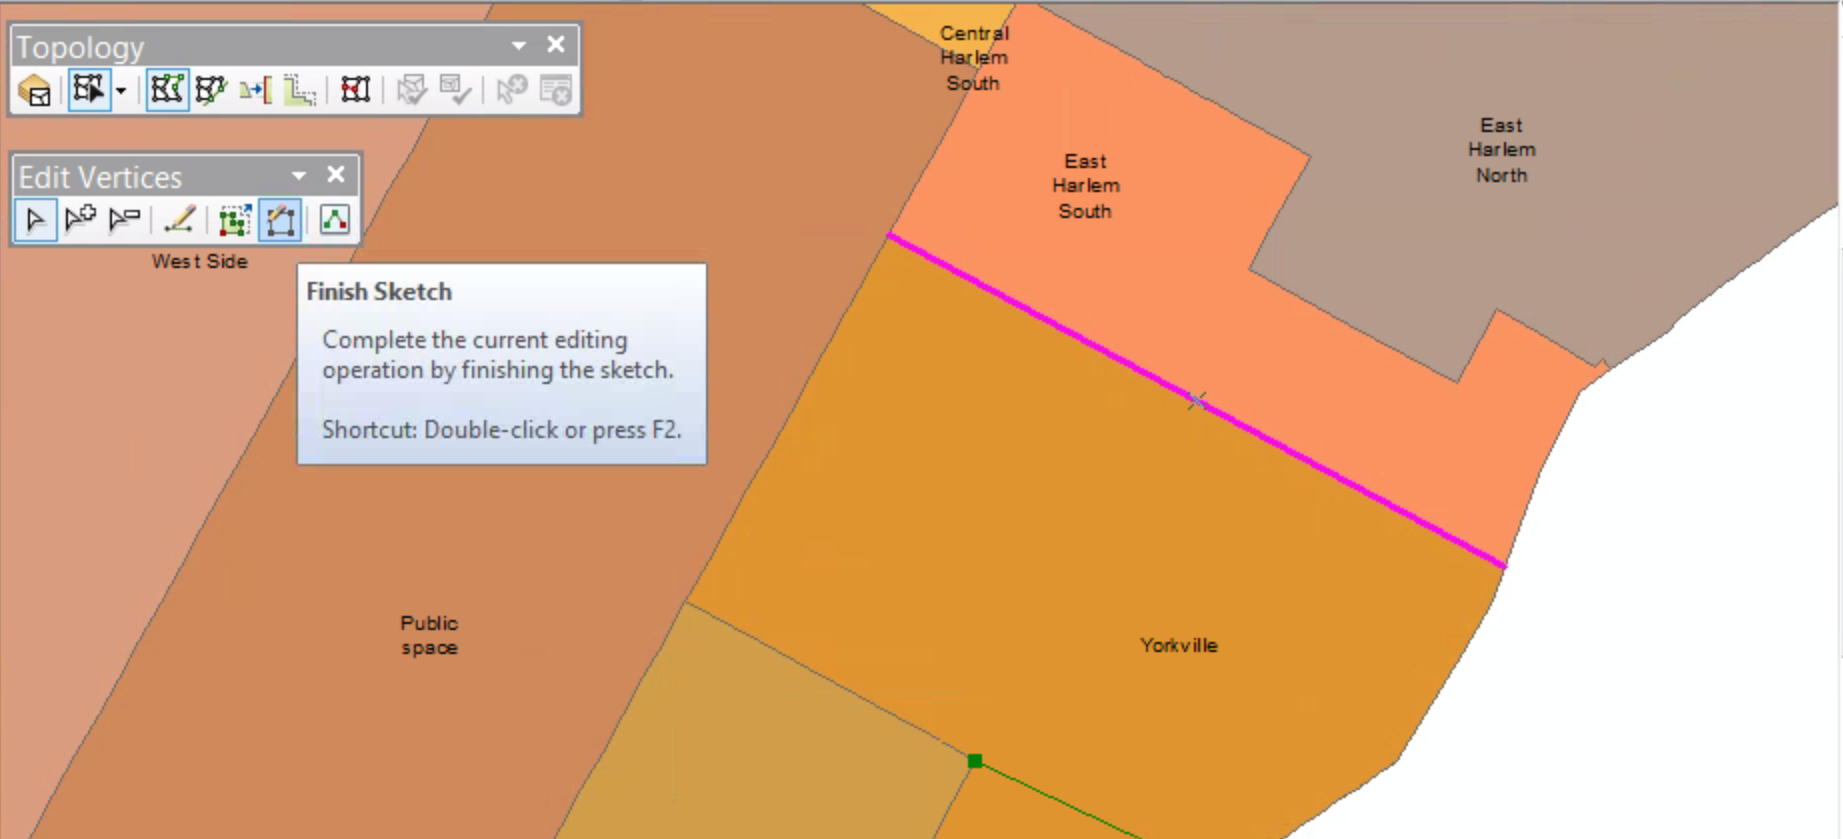 Topology
Edit Vertices
West Side
Finish Sketch
Complete the current editing
operation by finishing the sketch.
Shortcut: Double-click or press F2.
Central
Harlem
South
East
Harlem
South
East
Harlem
North
Public
space
Yorkville